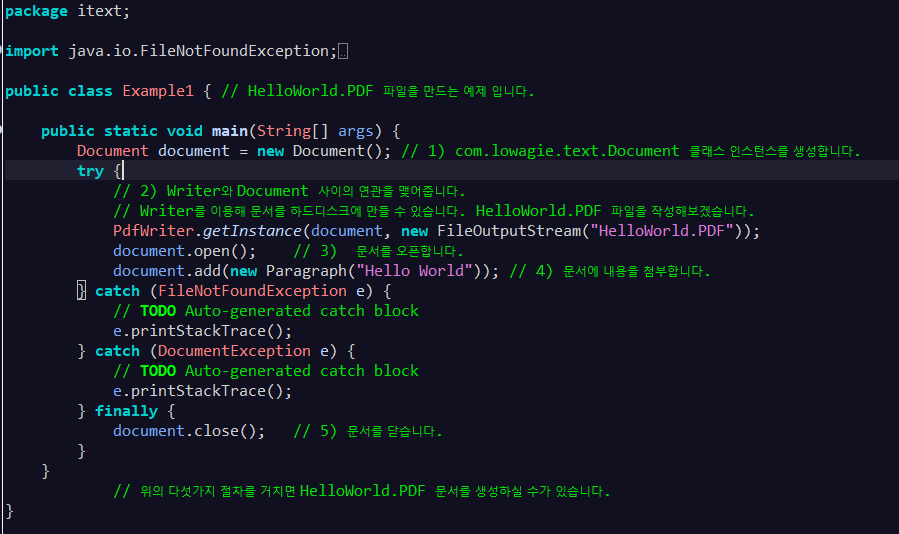 package itext;
import java.io.FileNotFoundException;
public class Example1 { // HelloWorld.PDF 파일을 만드는 예제 입니다.
public static void main(String[] args) {
Document document = new Document(); // 1) com.lowagie.text.Document 클래스 인스턴스를 생성합니다.
try {
// 2) Writer와 Document 사이의 연관을 맺어줍니다.
// Writer를 이용해 문서를 하드디스크에 만들 수 있습니다. HelloWorld.PDF 파일을 작성해보겠습니다.
PdfWriter.getInstance(document, new FileOutputStream("HelloWorld.PDF"));
document.open(); // 3) 문서를 오픈합니다.
document.add(new Paragraph("Hello World")); // 4) 문서에 내용을 첨부합니다.
} catch (FileNotFoundException e) {
// TODO Auto-generated catch block
e.printStackTrace();
} catch (DocumentException e) {
// TODO Auto-generated catch block
e.printStackTrace();
} finally {
document.close(); // 5) 문서를 닫습니다.
}
}
// 위의 다섯가지 절차를 거치면 HelloWorld.PDF 문서를 생성하실 수가 있습니다.
}